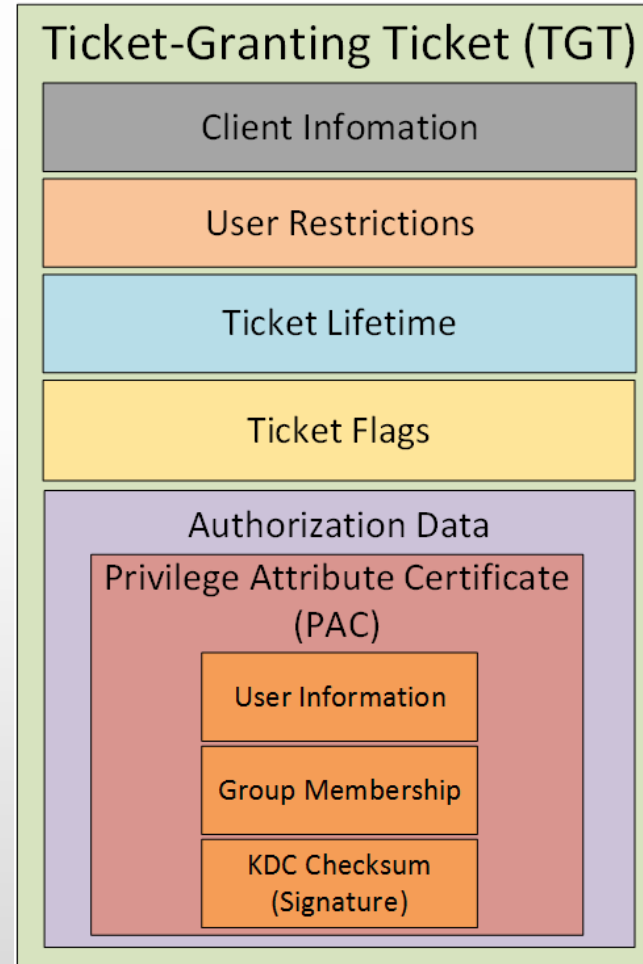 Ticket-Granting Ticket (TGT)
Client Infomation
User Restrictions
Ticket Lifetime
Ticket Flags
Authorization Data
Privilege Attribute Certificate
(PAC)
User Information
Group Membership
KDC Checksum
(Signature)